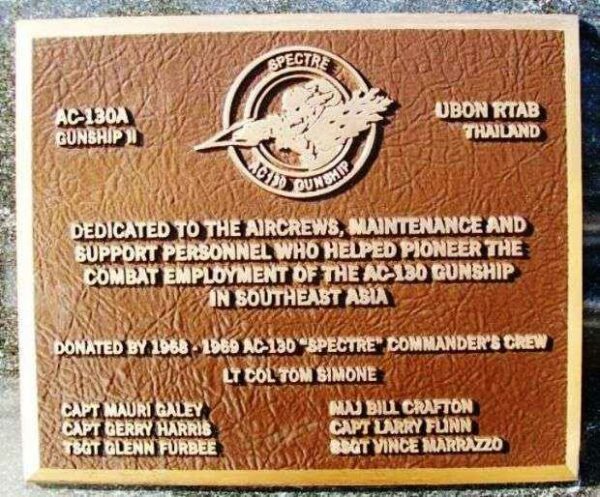 SPECTRE
AC-130A
GUNSHIP II
UBON RTAB
THAILAND
AC130 GUNSHIP
DEDICATED TO THE AIRCREWS, MAINTENANCE AND
SUPPORT PERSONNEL WHO HELPED PIONEER THE
COMBAT EMPLOYMENT OF THE AC-130 GUNSHIP
IN SOUTHEAST ASIA
DONATED BY 1968 - 1969 AC-130 "SPECTRE" COMMANDER'S CREW
LT COL TOM SIMONE
CAPT MAURI GALEY
MAJ BILL CRAFTON
CAPT GERRY HARRIS
CAPT LARRY FLINN
TSGT GLENN FURBEE
SSGT VINCE MARRAZZO